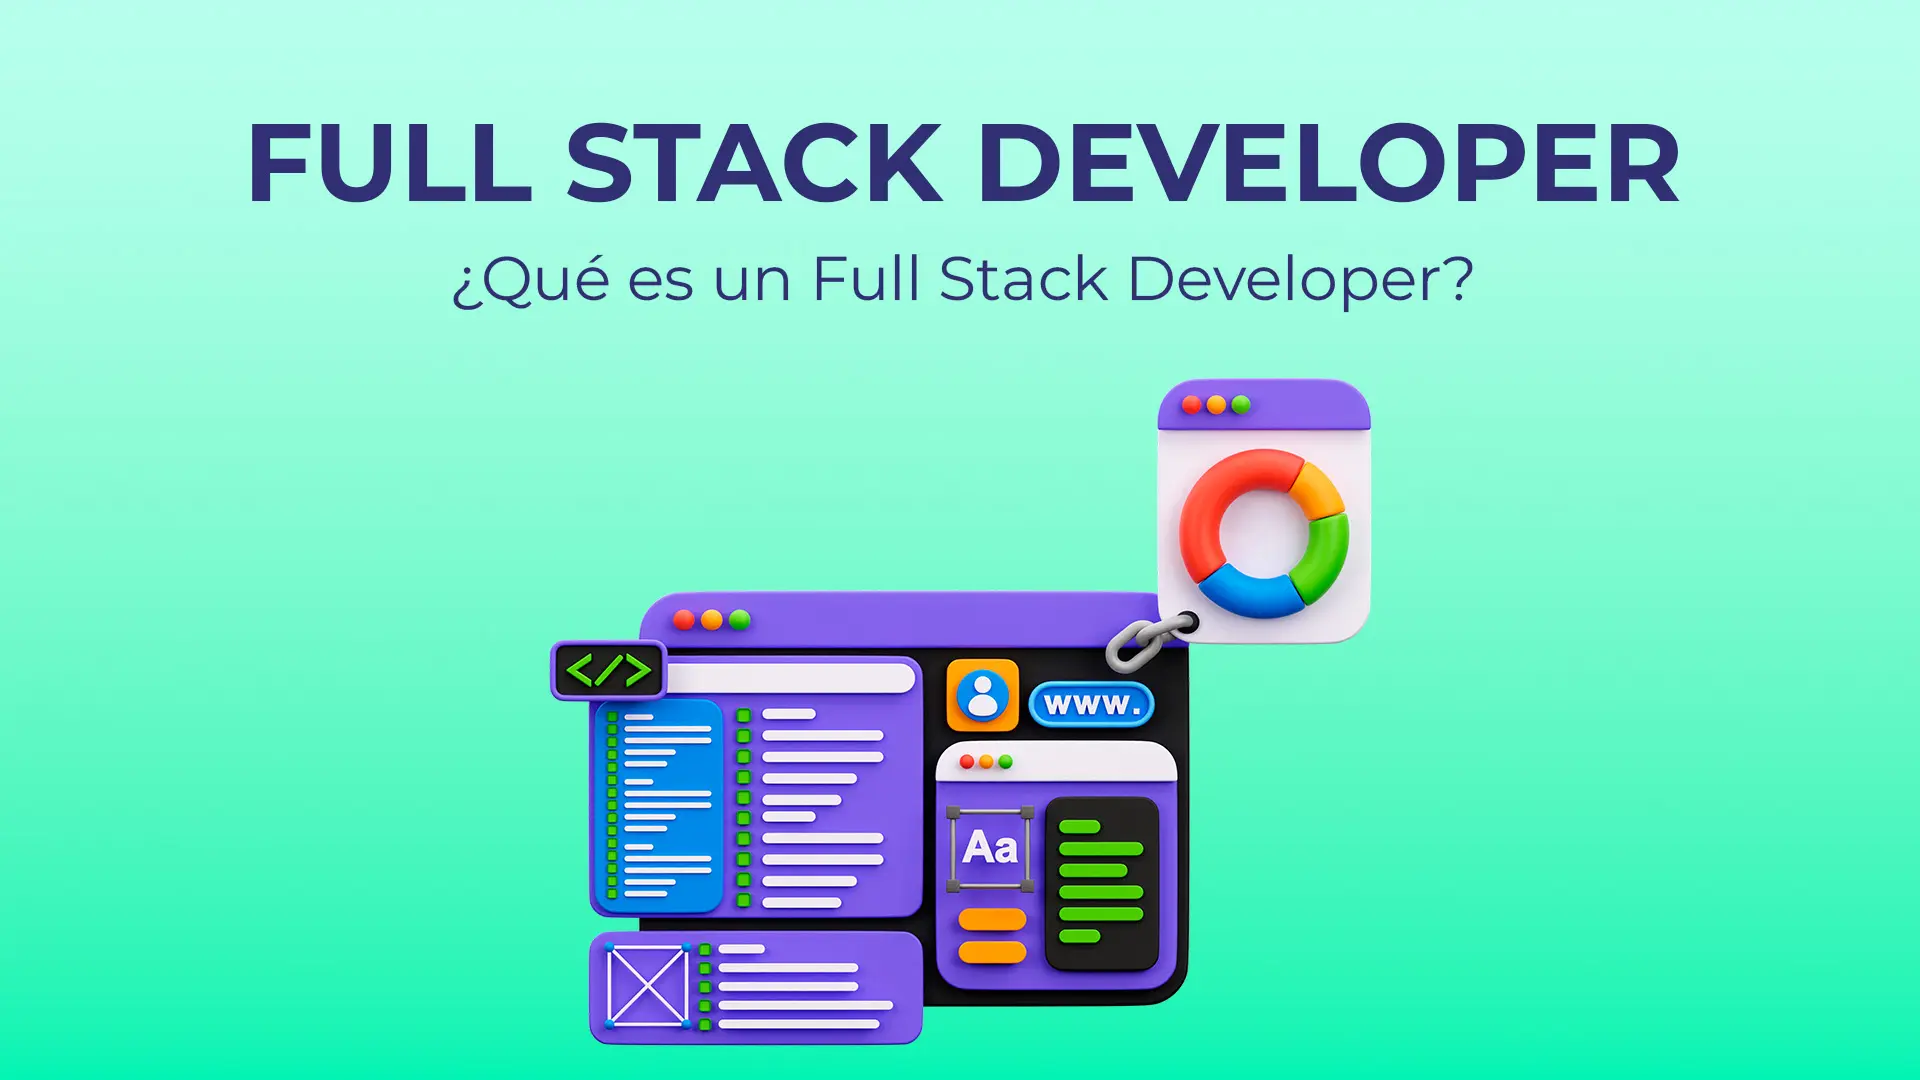 FULL STACK DEVELOPER
¿Qué es un Full Stack Developer?
</>
www.
Aa